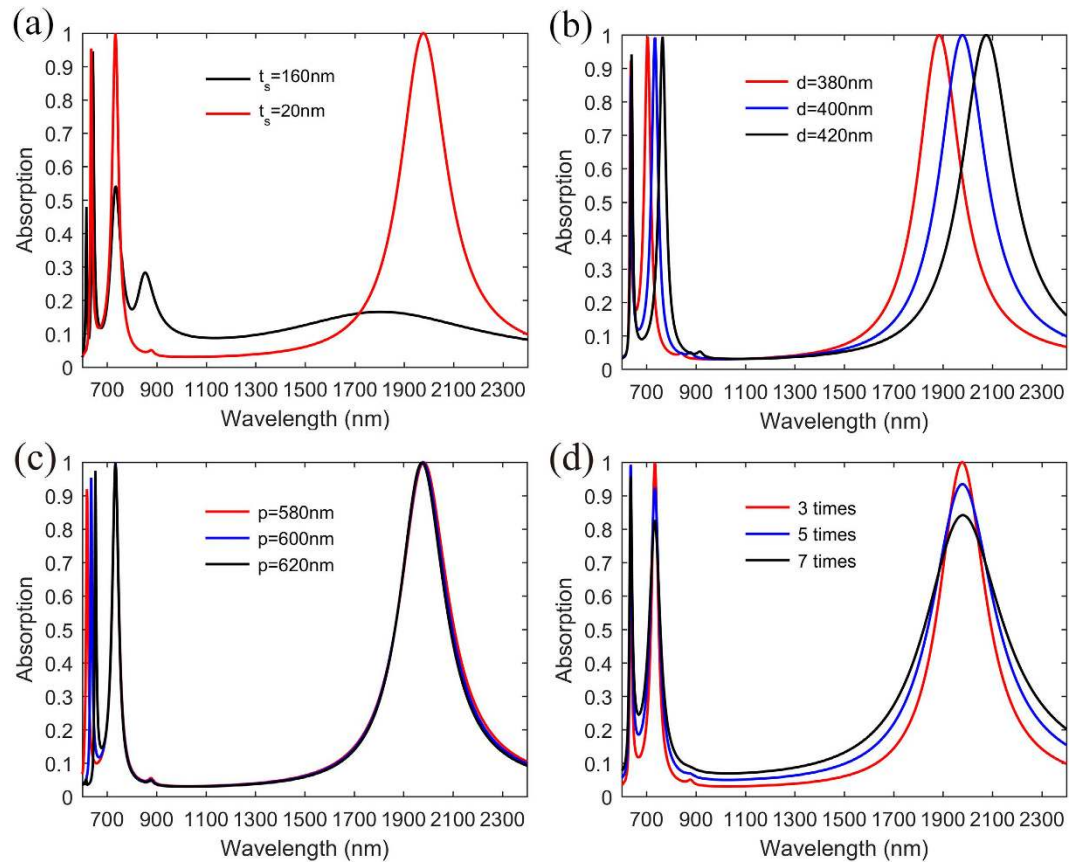 (a)
1
0.9
0.8
0.7
0.6
0.5
0.4
0.3
0.2
0.1
0
Absorption
t_s=160nm
t_s=20nm
700 900 1100 1300 1500 1700 1900 2100 2300
Wavelength (nm)
(b)
1
0.9
0.8
0.7
0.6
0.5
0.4
0.3
0.2
0.1
0
Absorption
d=380nm
d=400nm
d=420nm
700 900 1100 1300 1500 1700 1900 2100 2300
Wavelength (nm)
(c)
1
0.9
0.8
0.7
0.6
0.5
0.4
0.3
0.2
0.1
0
Absorption
p=580nm
p=600nm
p=620nm
700 900 1100 1300 1500 1700 1900 2100 2300
Wavelength (nm)
(d)
1
0.9
0.8
0.7
0.6
0.5
0.4
0.3
0.2
0.1
0
Absorption
3 times
5 times
7 times
700 900 1100 1300 1500 1700 1900 2100 2300
Wavelength (nm)